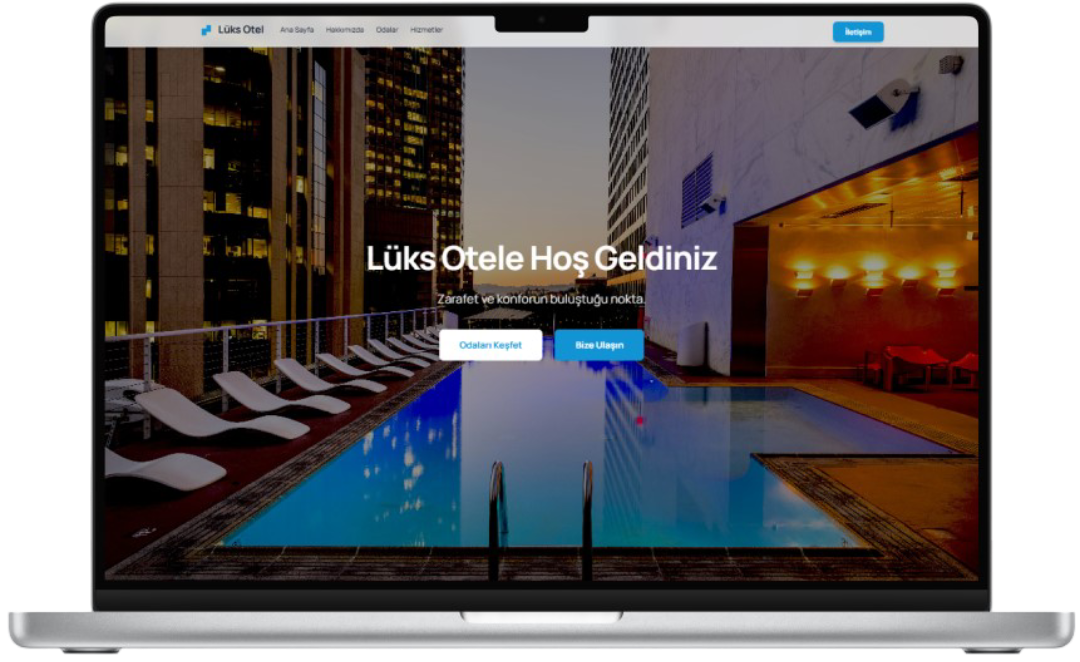 Lüks Otel
Ana Sayfa
Hakkımızda
Odalar
Hizmetler
İletişim
Lüks Otele Hoş Geldiniz
Zarafet ve konforun buluştuğu nokta.
Odaları Keşfet
Bize Ulaşın